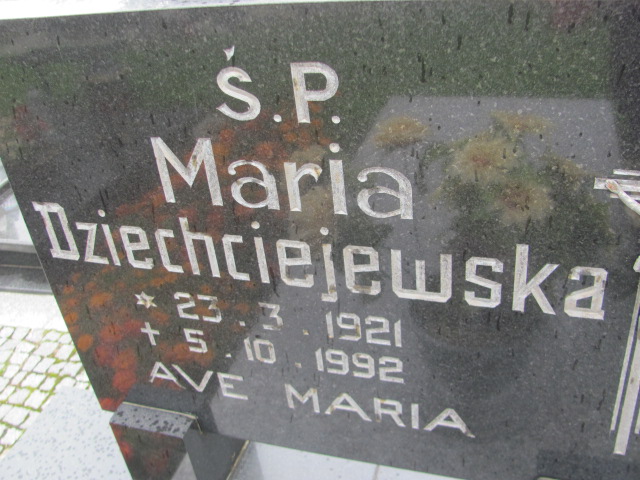 Ś.P.
Maria
Dziechciejewska
* 23.3.1921
+ 5.10.1992
AVE MARIA